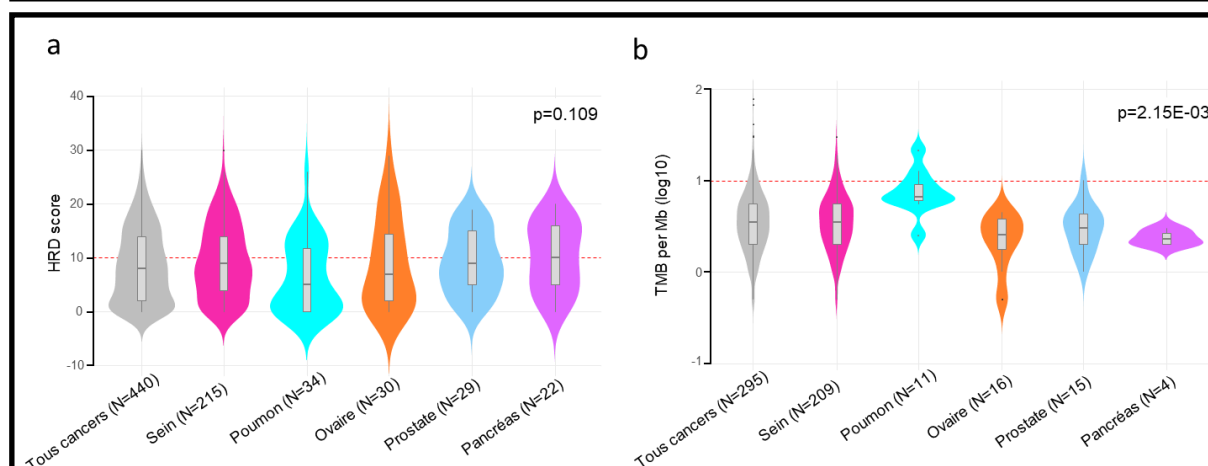 a
HRD score
40
30
20
10
0
-10
p=0.109
Tous cancers (N=440)
Sein (N=215)
Poumon (N=34)
Ovaire (N=30)
Prostate (N=29)
Pancréas (N=22)
b
TMB per Mb (log10)
2
1
0
-1
p=2.15E-03
Tous cancers (N=295)
Sein (N=209)
Poumon (N=11)
Ovaire (N=16)
Prostate (N=15)
Pancréas (N=4)